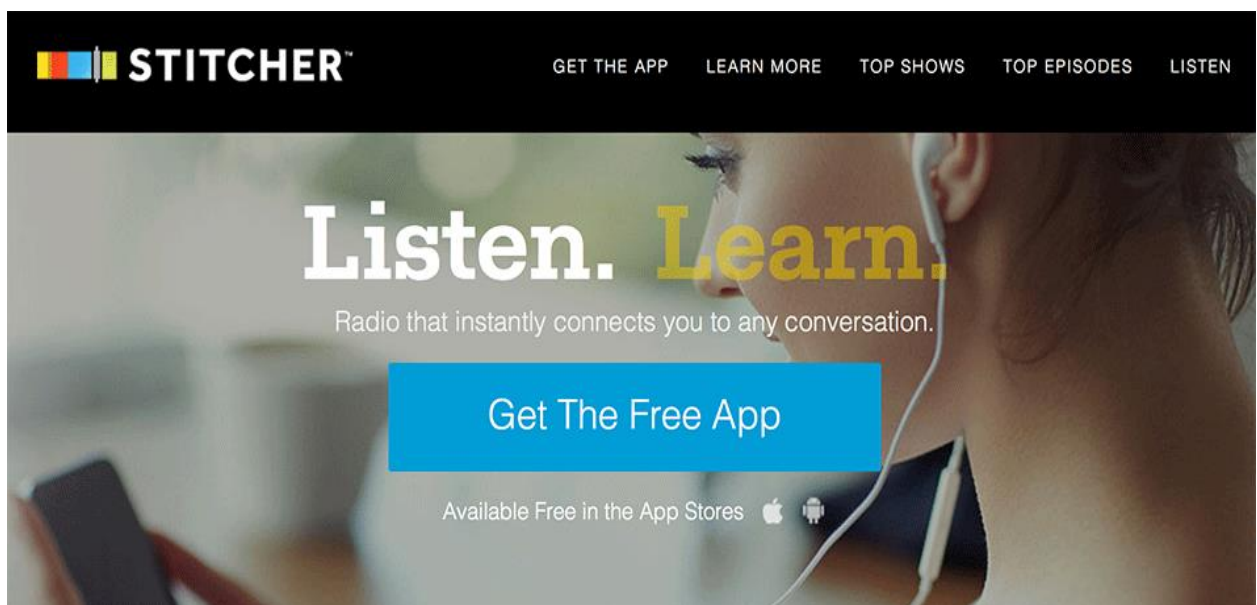 STITCHER™
GET THE APP LEARN MORE TOP SHOWS TOP EPISODES LISTEN
Listen. Learn.
Radio that instantly connects you to any conversation.
Get The Free App
Available Free in the App Stores